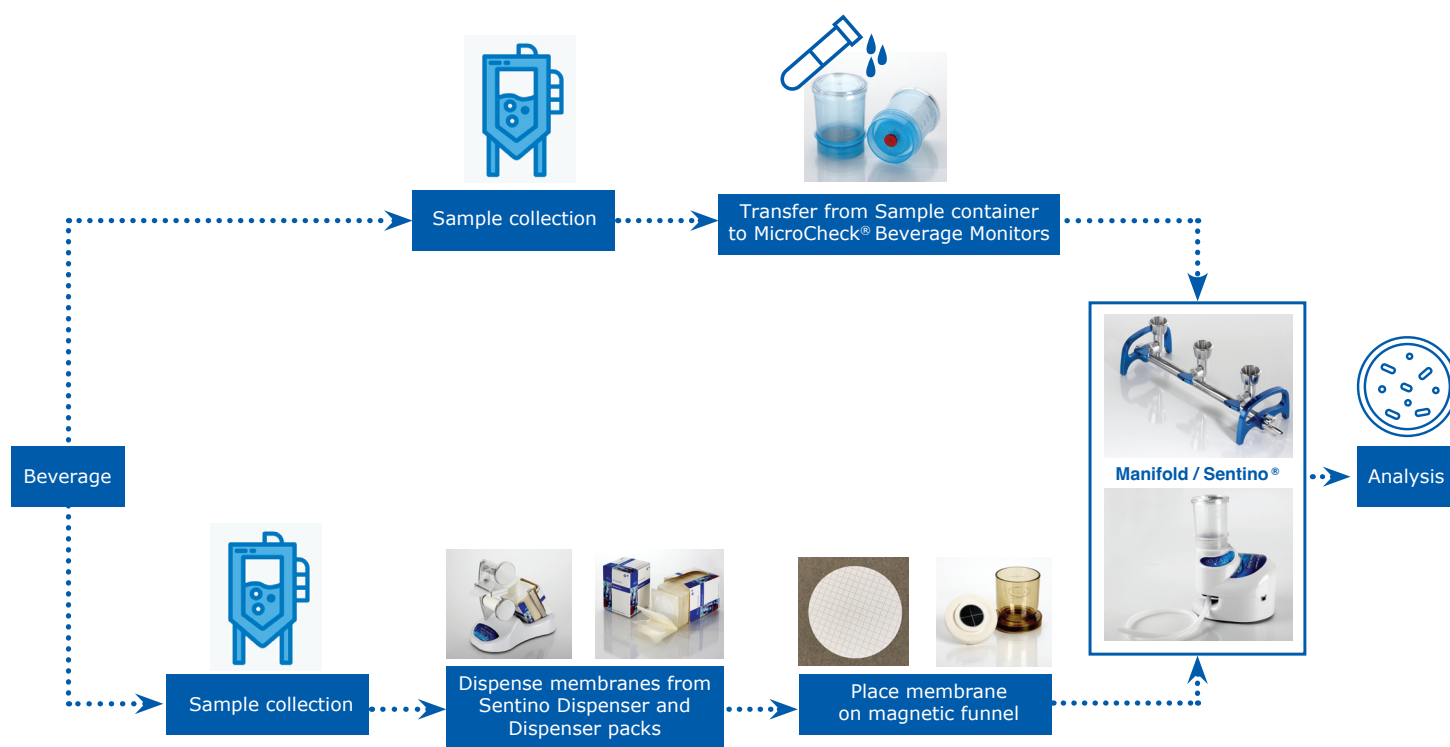 Sample collection
Transfer from Sample container
to MicroCheck® Beverage Monitors
Manifold / Sentino®
Beverage
Analysis
Sample collection
Dispense membranes from
Sentino Dispenser and
Dispenser packs
Place membrane
on magnetic funnel